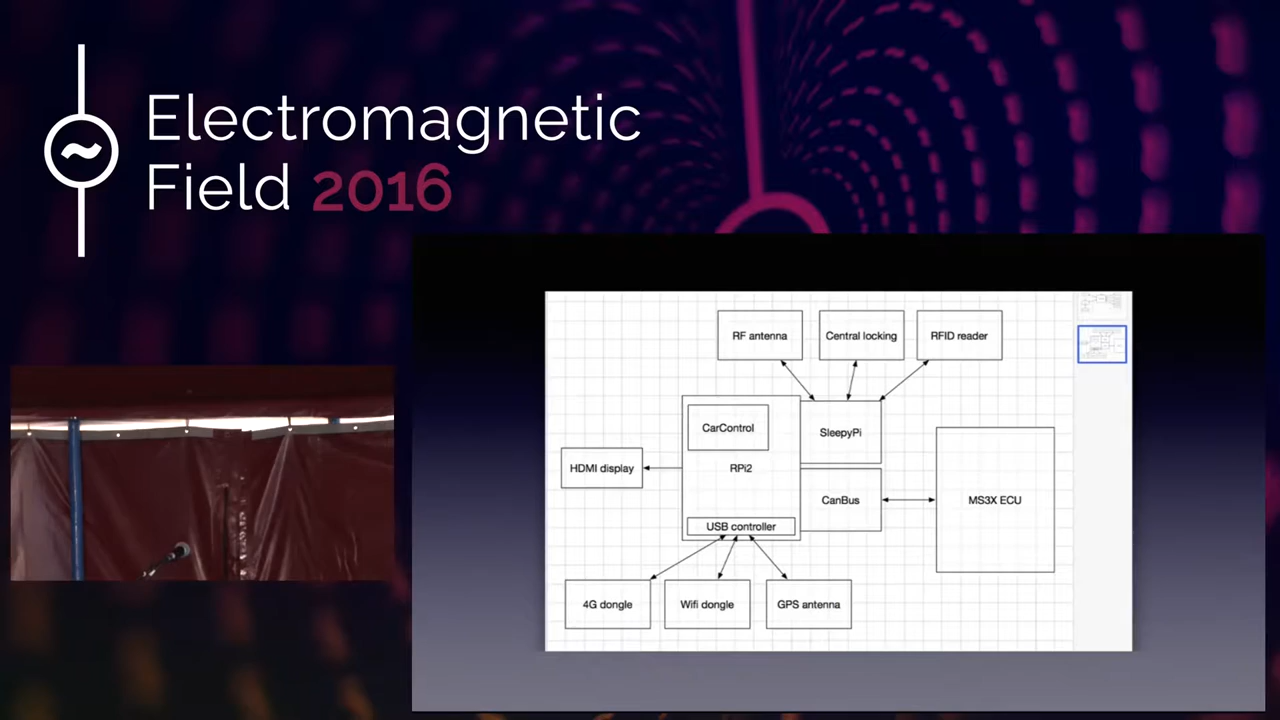 Electromagnetic
Field 2016
RF antenna
Central locking
RFID reader
CarControl
SleepyPi
HDMI display
RPi2
CanBus
MS3X ECU
USB controller
4G dongle
Wifi dongle
GPS antenna